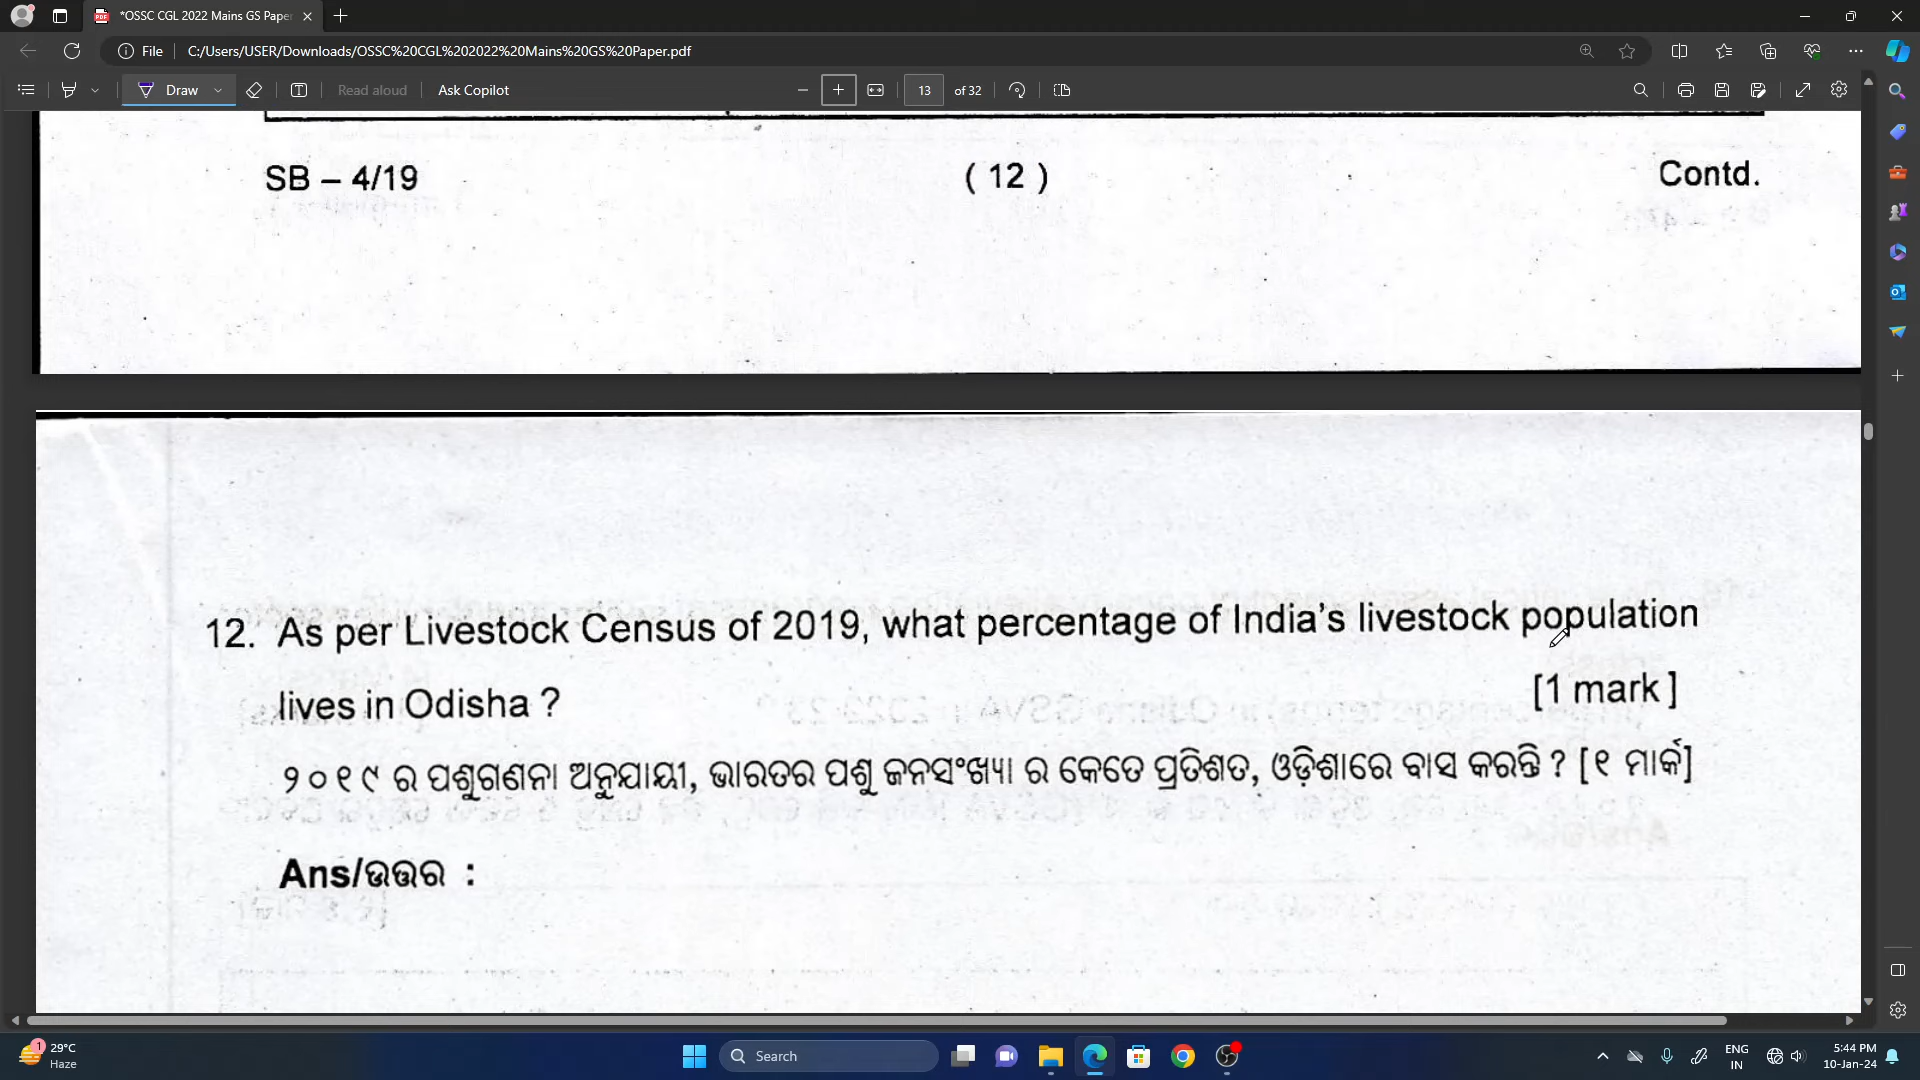 *OSSC CGL 2022 Mains GS Pape
File
C:/Users/USER/Downloads/OSSC%20CGL%202022%20Mains%20GS%20Paper.pdf
Draw
Read aloud
Ask Copilot
13
of 32
SB – 4/19
( 12 )
Contd.
12. As per Livestock Census of 2019, what percentage of India's livestock population
lives in Odisha ?
[1 mark]
୨୦୧୯ ର ପଶୁଗଣନା ଅନୁଯାୟୀ, ଭାରତର ପଶୁ ଜନସଂଖ୍ୟା ର କେତେ ପ୍ରତିଶତ, ଓଡ଼ିଶାରେ ବାସ କରନ୍ତି ? [୧ ମାର୍କ]
Ans/ଉତ୍ତର :
1
29°C
Haze
Search
ENG
IN
5:44 PM
10-Jan-24